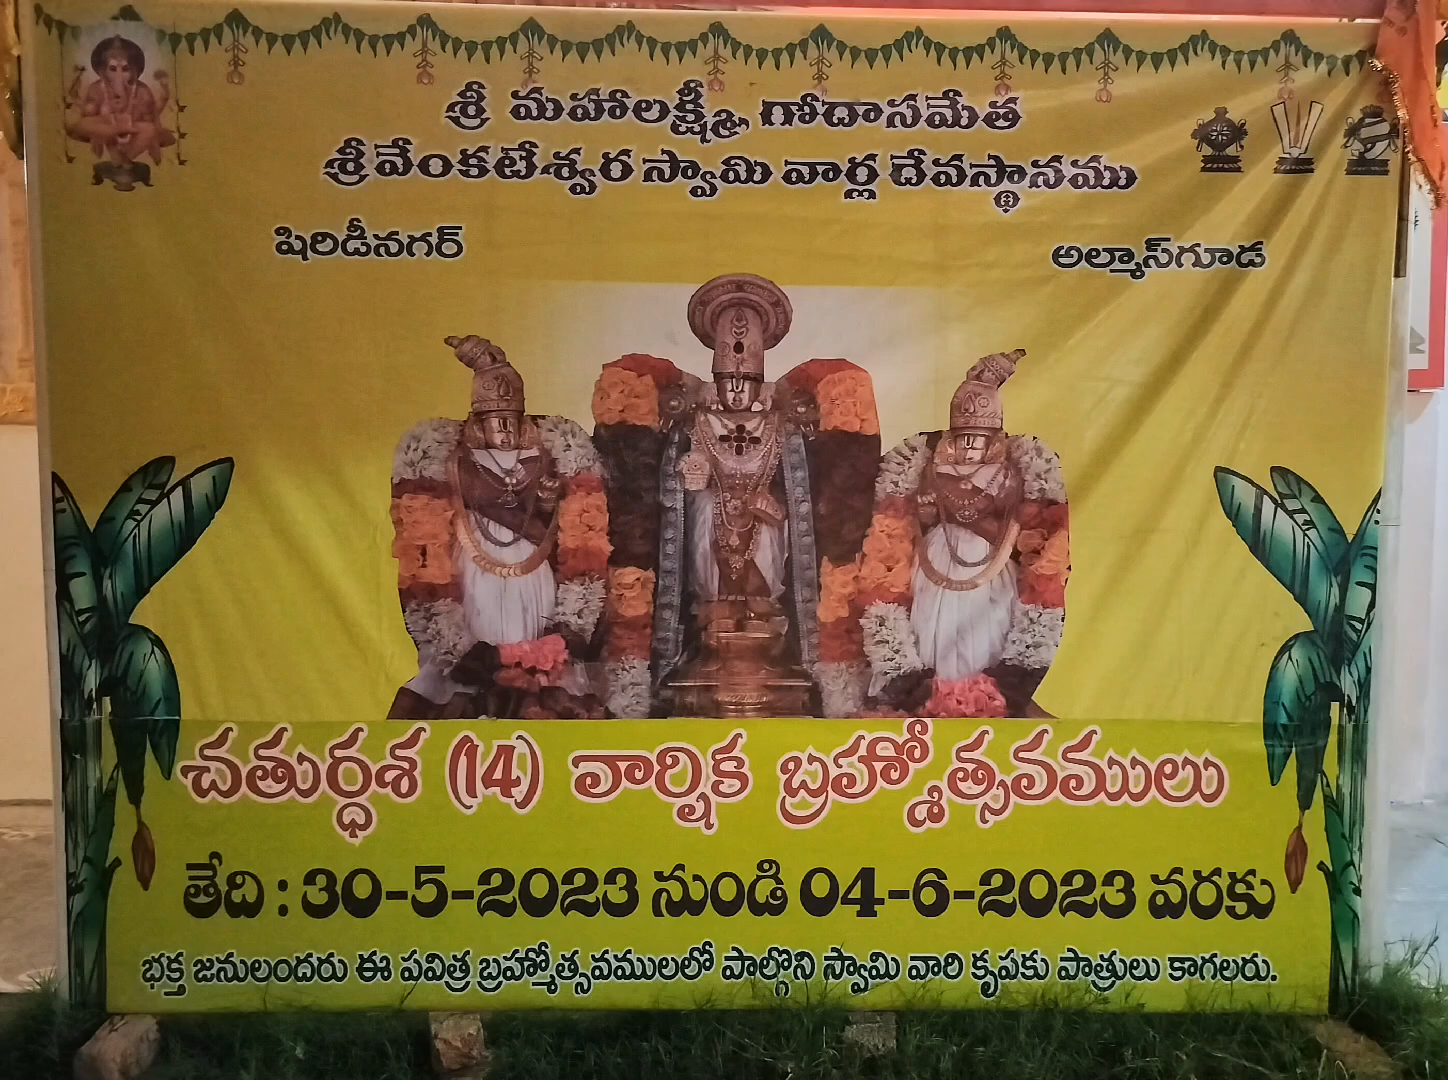 శ్రీ మహాలక్ష్మీ గోదాసమేత
శ్రీ వేంకటేశ్వర స్వామి వార్ల దేవస్థానము
షిరిడీనగర్ అల్మాస్‌గూడ
చతుర్ధశ (14) వార్షిక బ్రహ్మోత్సవములు
తేది : 30-5-2023 నుండి 04-6-2023 వరకు
భక్త జనులందరు ఈ పవిత్ర బ్రహ్మోత్సవములలో పాల్గొని స్వామి వారి కృపకు పాత్రులు కాగలరు.